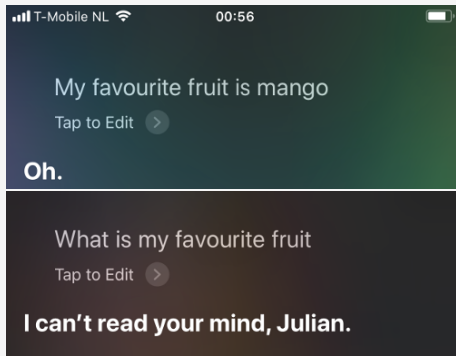 T-Mobile NL 00:56
My favourite fruit is mango
Tap to Edit
Oh.
What is my favourite fruit
Tap to Edit
I can't read your mind, Julian.